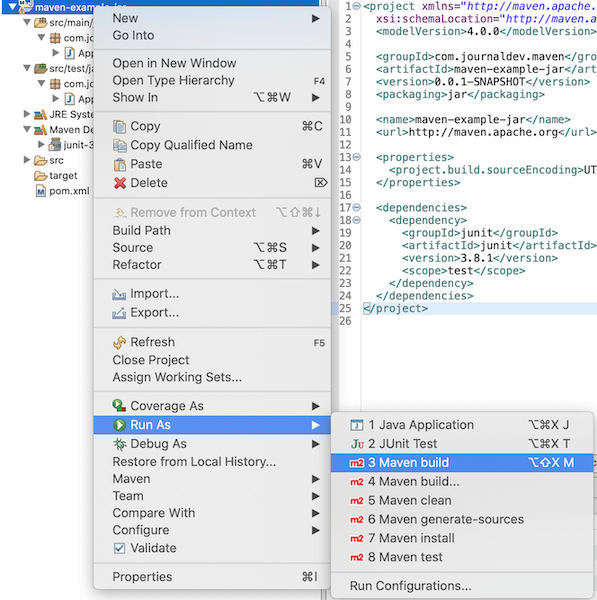 maven-example-jar
src/main/
com.jo
App
src/test/ja
com.jo
App
JRE System
Maven De
junit-3
src
target
pom.xml
New
Go Into
Open in New Window
Open Type Hierarchy F4
Show In ⌥⌘W
Copy ⌘C
Copy Qualified Name
Paste ⌘V
Delete ⌦
Remove from Context ⌥⇧⌘↓
Build Path
Source ⌥⌘S
Refactor ⌥⌘T
Import...
Export...
Refresh F5
Close Project
Assign Working Sets...
Coverage As
Run As
Debug As
Restore from Local History...
Maven
Team
Compare With
Configure
Validate
Properties ⌘I
1 Java Application ⌥⌘X J
2 JUnit Test ⌥⌘X T
3 Maven build ⌥⇧X M
4 Maven build...
5 Maven clean
6 Maven generate-sources
7 Maven install
8 Maven test
Run Configurations...
1 <project xmlns="http://maven.apache.
2 xsi:schemaLocation="http://maven.a
3 <modelVersion>4.0.0</modelVersion>
4
5 <groupId>com.journaldev.maven</grou
6 <artifactId>maven-example-jar</arti
7 <version>0.0.1-SNAPSHOT</version>
8 <packaging>jar</packaging>
9
10 <name>maven-example-jar</name>
11 <url>http://maven.apache.org</url>
12
13 <properties>
14 <project.build.sourceEncoding>UT
15 </properties>
16
17 <dependencies>
18 <dependency>
19 <groupId>junit</groupId>
20 <artifactId>junit</artifactId>
21 <version>3.8.1</version>
22 <scope>test</scope>
23 </dependency>
24 </dependencies>
25 </project>
26